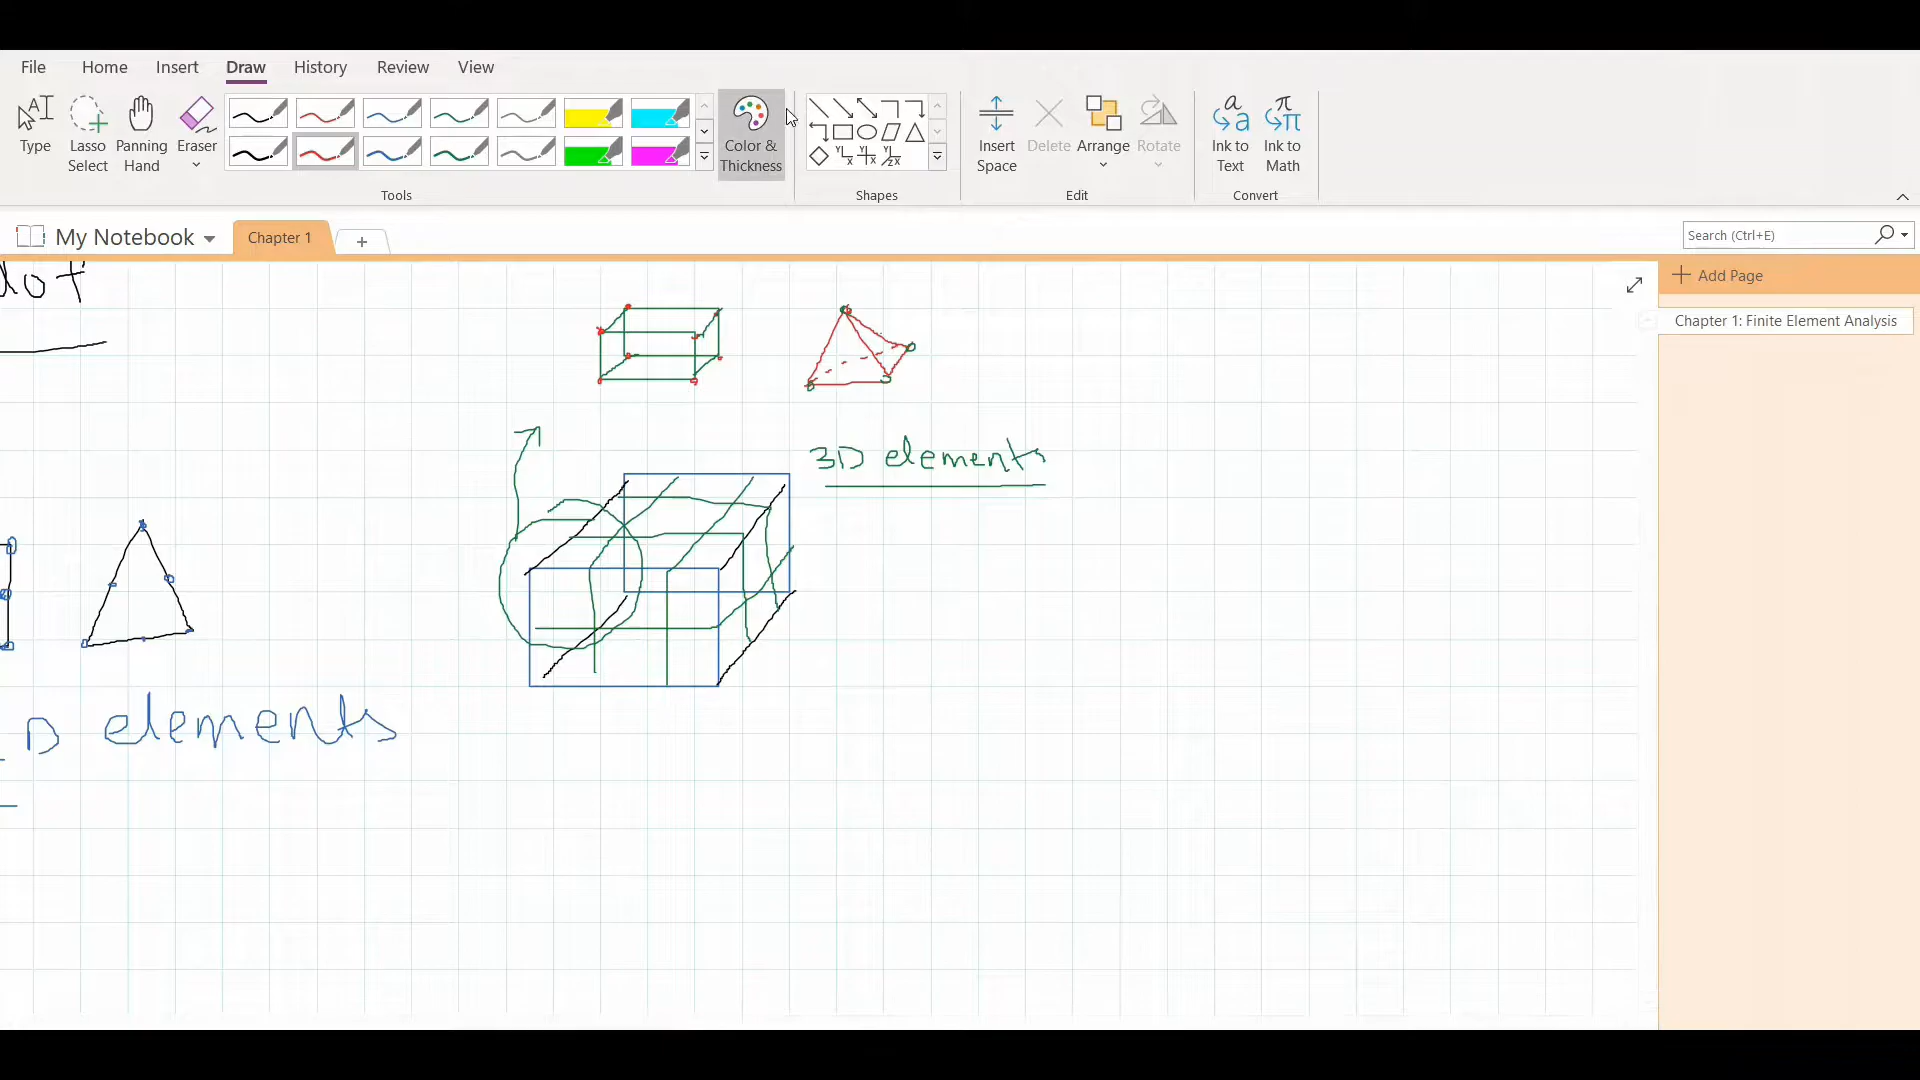 File Home Insert Draw History Review View
Type
Lasso Select
Panning Hand
Eraser
Color & Thickness
Insert Space
Delete
Arrange
Rotate
Ink to Text
Ink to Math
Tools
Shapes
Edit
Convert
My Notebook
Chapter 1
Search (Ctrl+E)
Add Page
Chapter 1: Finite Element Analysis
3D elements
D elements